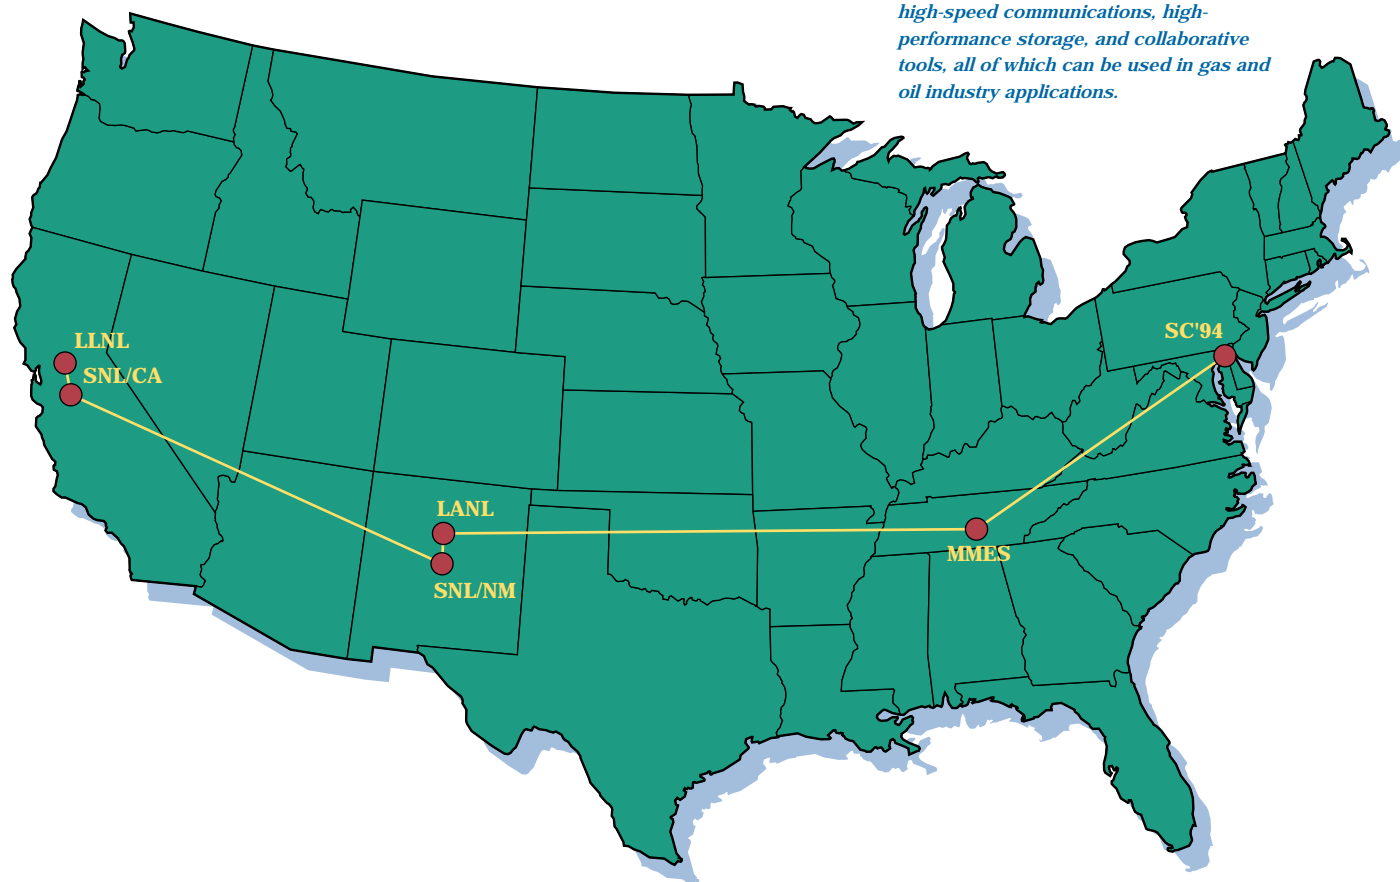 high-speed communications, high-
performance storage, and collaborative
tools, all of which can be used in gas and
oil industry applications.
SC'94
LLNL
SNL/CA
LANL
MMES
SNL/NM